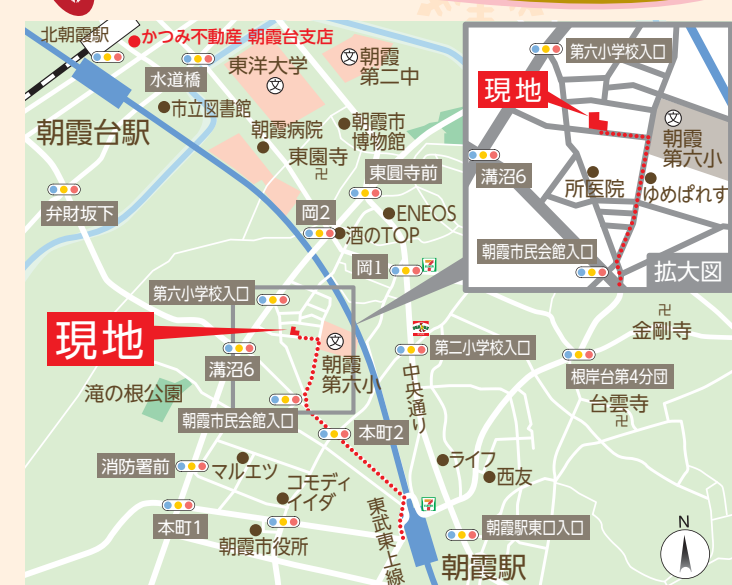 北朝霞駅
かつみ不動産 朝霞台支店
水道橋
東洋大学
文
文
朝霞
第二中
市立図書館
朝霞台駅
朝霞病院
朝霞市
博物館
東園寺
卍
東圓寺前
弁財坂下
岡2
ENEOS
酒のTOP
岡1
第六小学校入口
現地
文
朝霞
第六小
溝沼6
所医院
ゆめぱれす
朝霞市民会館入口
拡大図
第六小学校入口
現地
文
朝霞
第六小
溝沼6
滝の根公園
朝霞市民会館入口
本町2
中央通り
第二小学校入口
卍
金剛寺
根岸台第4分団
台雲寺
卍
消防署前
マルエツ
コモディ
イイダ
本町1
朝霞市役所
東武東上線
ライフ
西友
朝霞駅東口入口
朝霞駅
N